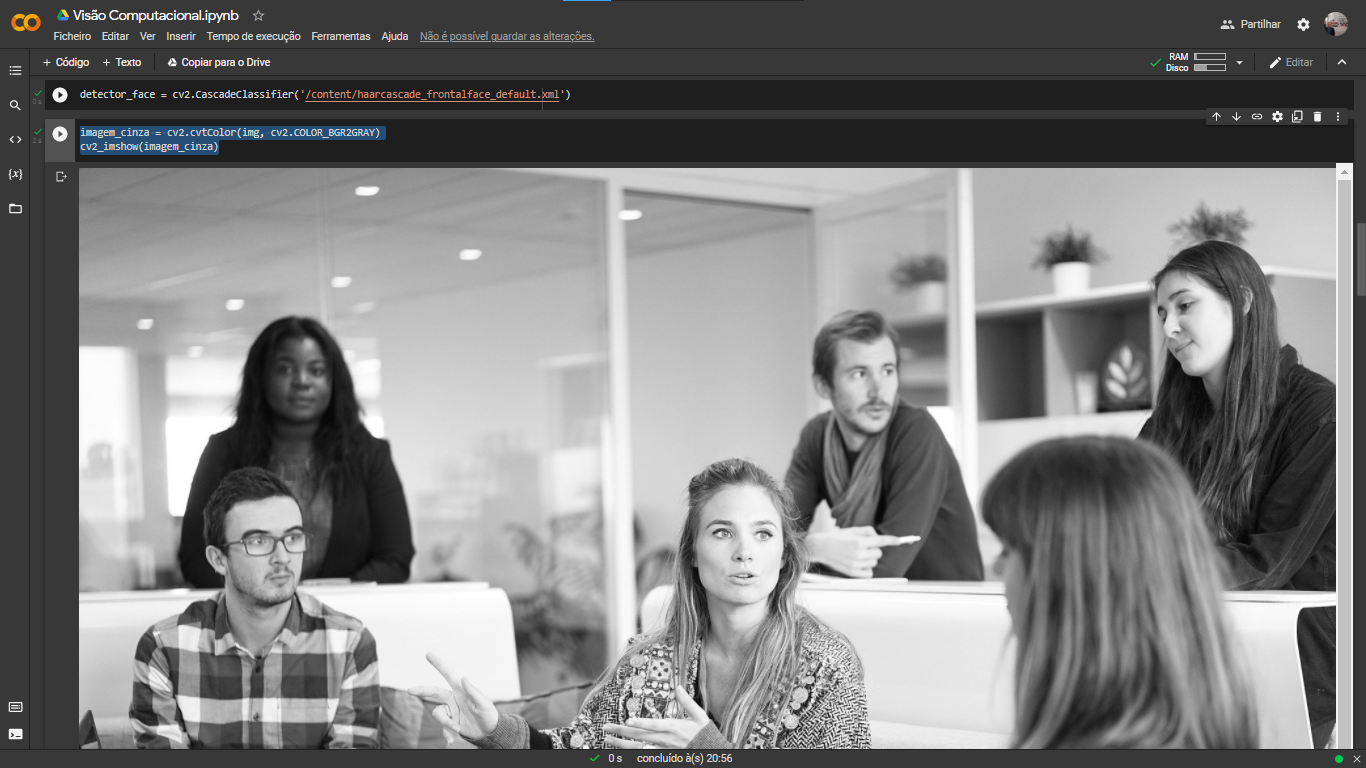 Visão Computacional.ipynb
Ficheiro Editar Ver Inserir Tempo de execução Ferramentas Ajuda Não é possível guardar as alterações.
Partilhar
+ Código + Texto Copiar para o Drive
RAM
Disco
Editar
0 s
detector_face = cv2.CascadeClassifier('/content/haarcascade_frontalface_default.xml')
2 s
imagem_cinza = cv2.cvtColor(img, cv2.COLOR_BGR2GRAY)
cv2_imshow(imagem_cinza)
{x}
0 s concluído à(s) 20:56